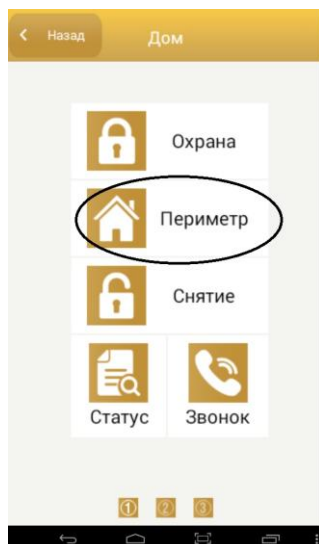 Назад
Дом
Охрана
Периметр
Снятие
Статус
Звонок
1 2 3